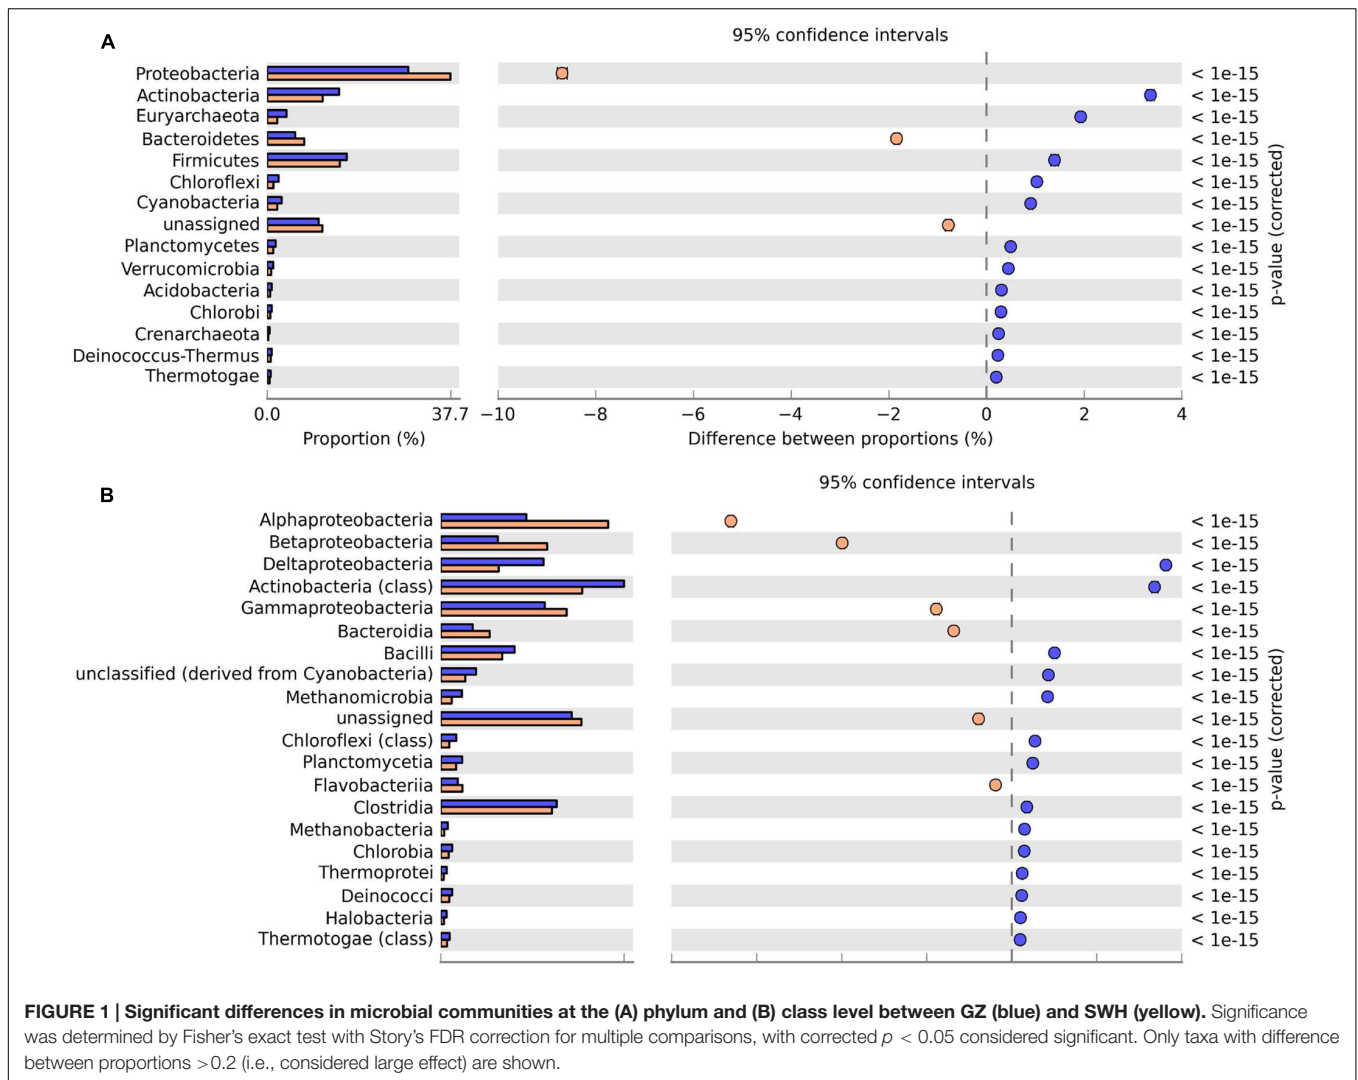 A
95% confidence intervals
Proteobacteria < 1e-15
Actinobacteria < 1e-15
Euryarchaeota < 1e-15
Bacteroidetes < 1e-15
Firmicutes < 1e-15
Chloroflexi < 1e-15
Cyanobacteria < 1e-15
unassigned < 1e-15
Planctomycetes < 1e-15
Verrucomicrobia < 1e-15
Acidobacteria < 1e-15
Chlorobi < 1e-15
Crenarchaeota < 1e-15
Deinococcus-Thermus < 1e-15
Thermotogae < 1e-15
p-value (corrected)
0.0 37.7 −10 −8 −6 −4 −2 0 2 4
Proportion (%) Difference between proportions (%)
B
95% confidence intervals
Alphaproteobacteria < 1e-15
Betaproteobacteria < 1e-15
Deltaproteobacteria < 1e-15
Actinobacteria (class) < 1e-15
Gammaproteobacteria < 1e-15
Bacteroidia < 1e-15
Bacilli < 1e-15
unclassified (derived from Cyanobacteria) < 1e-15
Methanomicrobia < 1e-15
unassigned < 1e-15
Chloroflexi (class) < 1e-15
Planctomycetia < 1e-15
Flavobacteriia < 1e-15
Clostridia < 1e-15
Methanobacteria < 1e-15
Chlorobia < 1e-15
Thermoprotei < 1e-15
Deinococci < 1e-15
Halobacteria < 1e-15
Thermotogae (class) < 1e-15
p-value (corrected)
FIGURE 1 | Significant differences in microbial communities at the (A) phylum and (B) class level between GZ (blue) and SWH (yellow). Significance
was determined by Fisher's exact test with Story's FDR correction for multiple comparisons, with corrected p < 0.05 considered significant. Only taxa with difference
between proportions >0.2 (i.e., considered large effect) are shown.